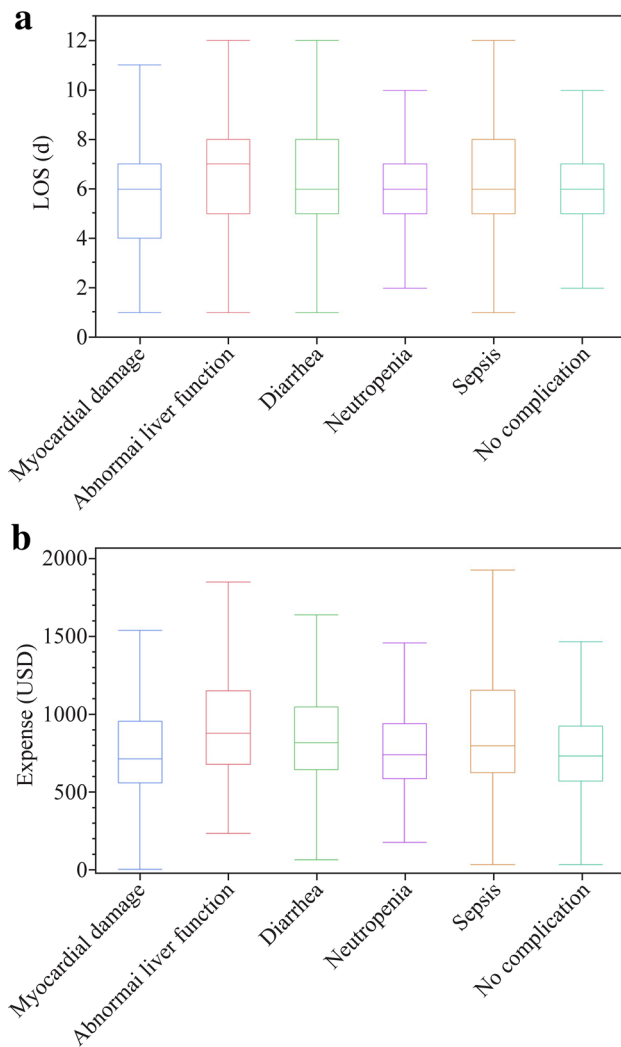 a
12
10
8
6
4
2
0
LOS (d)
Myocardial damage
Abnormai liver function
Diarrhea
Neutropenia
Sepsis
No complication
b
2000
1500
1000
500
0
Expense (USD)
Myocardial damage
Abnormai liver function
Diarrhea
Neutropenia
Sepsis
No complication